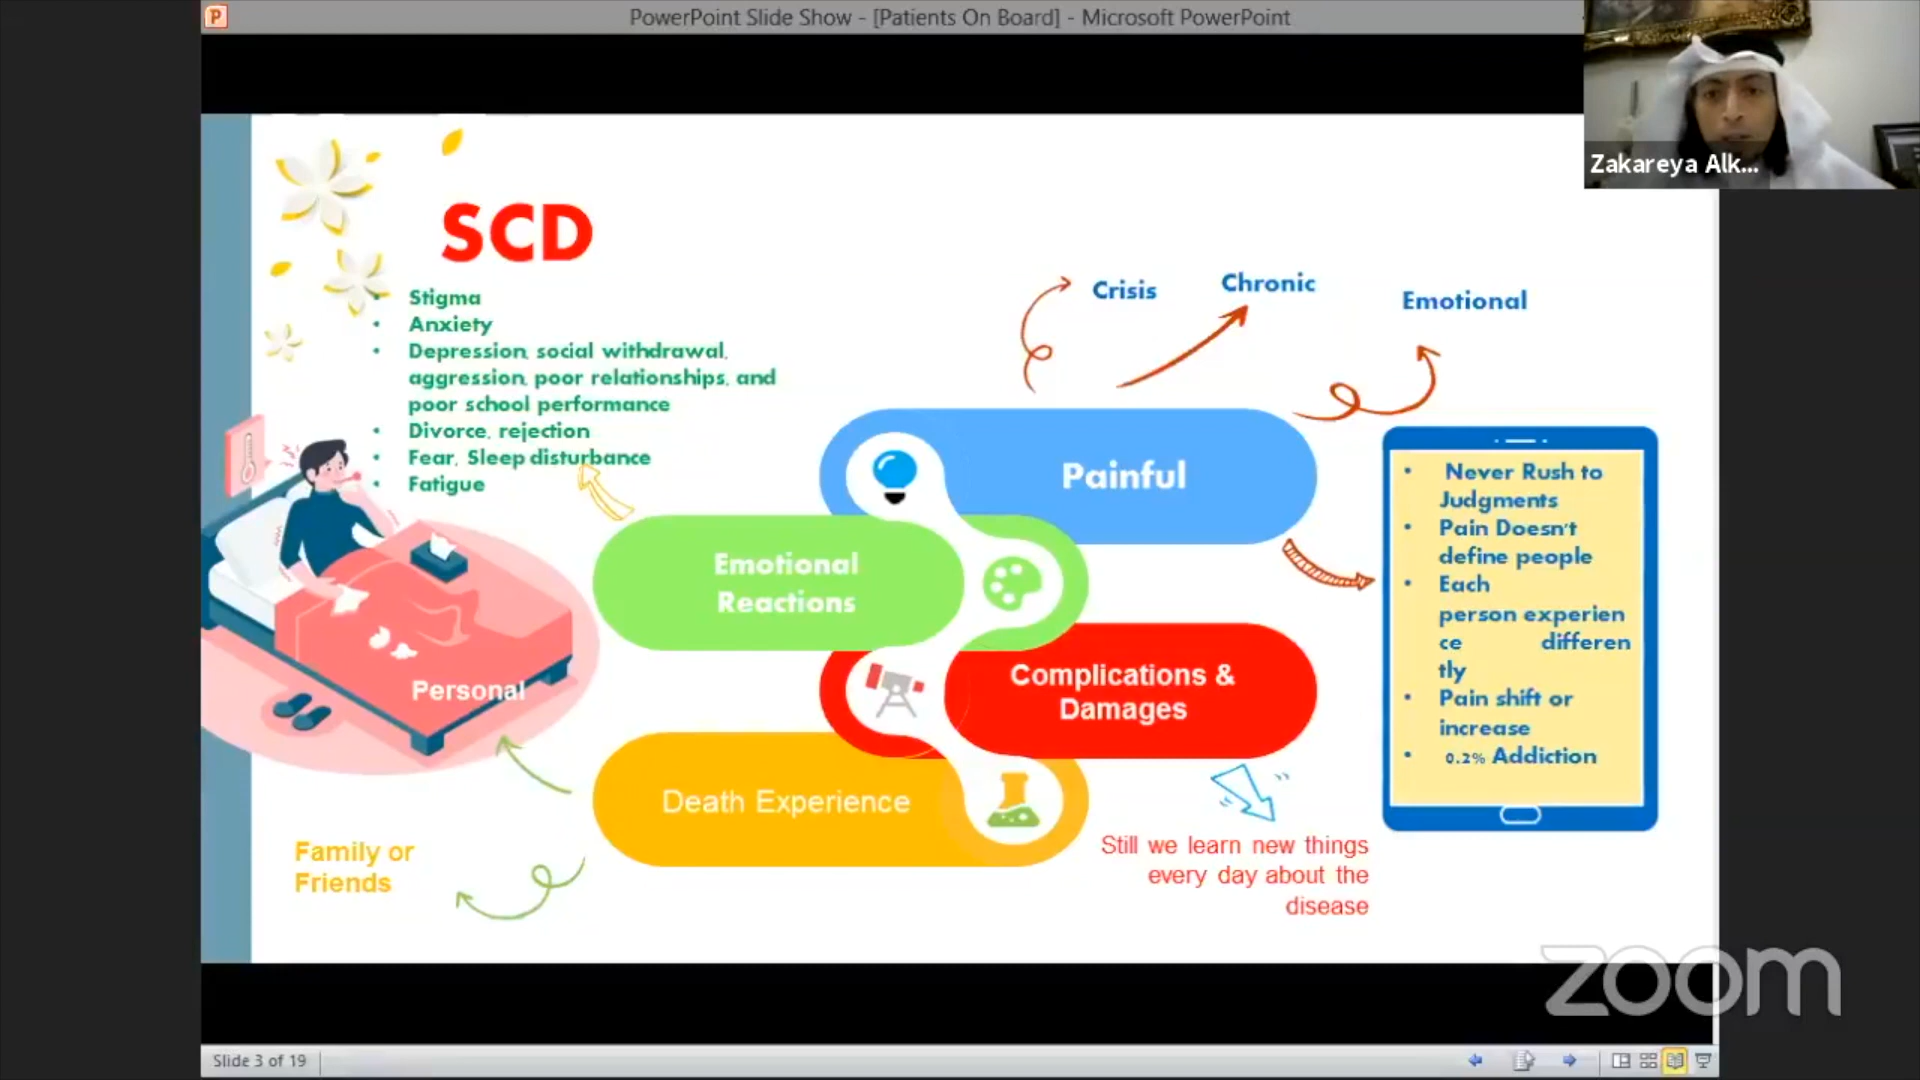 PowerPoint Slide Show - [Patients On Board] - Microsoft PowerPoint
Zakareya Alk...
SCD
• Stigma
• Anxiety
• Depression, social withdrawal,
aggression, poor relationships, and
poor school performance
• Divorce, rejection
• Fear, Sleep disturbance
• Fatigue
Crisis
Chronic
Emotional
Painful
Emotional
Reactions
Complications &
Damages
Death Experience
Personal
Family or
Friends
• Never Rush to
Judgments
• Pain Doesn't
define people
• Each
person experien
ce differen
tly
• Pain shift or
increase
• 0.2% Addiction
Still we learn new things
every day about the
disease
zoom
Slide 3 of 19